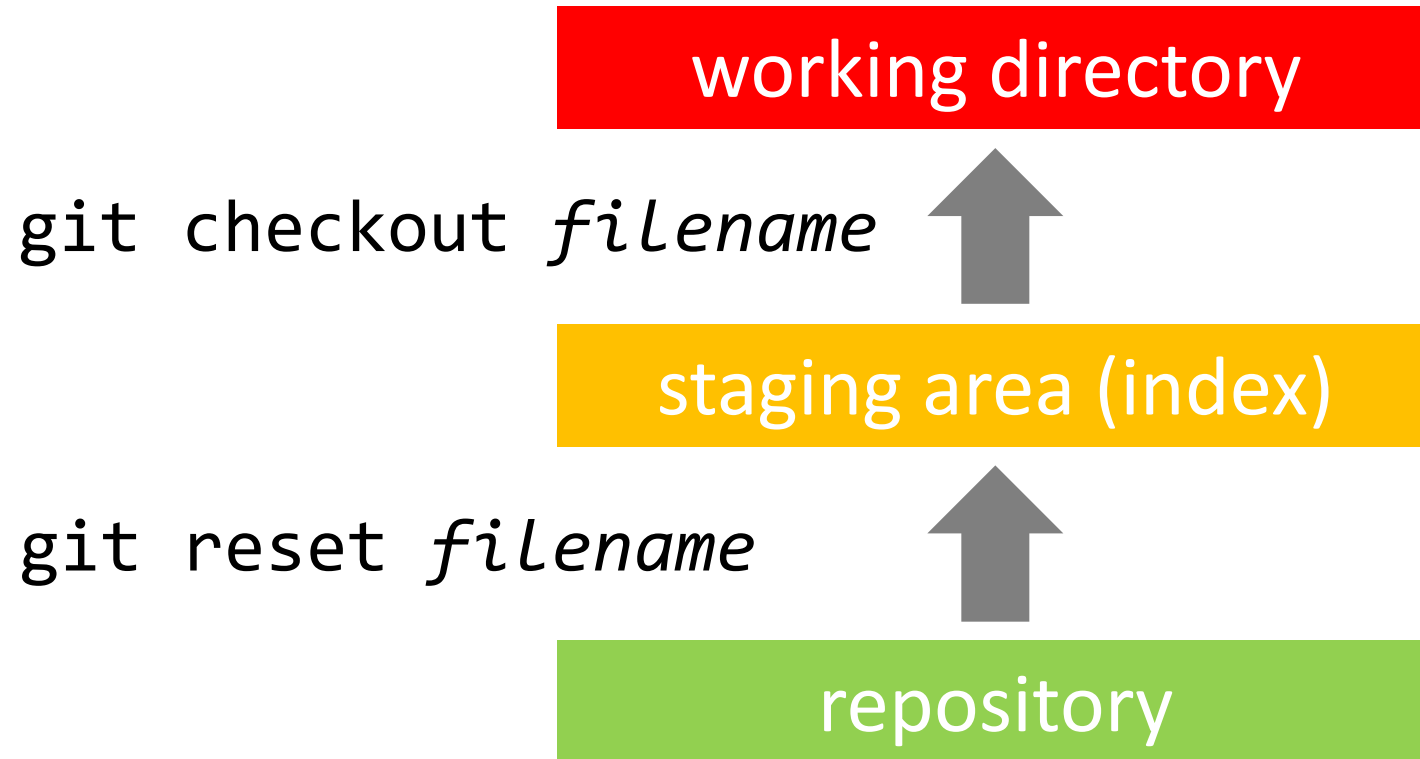 working directory
git checkout filename
staging area (index)
git reset filename
repository